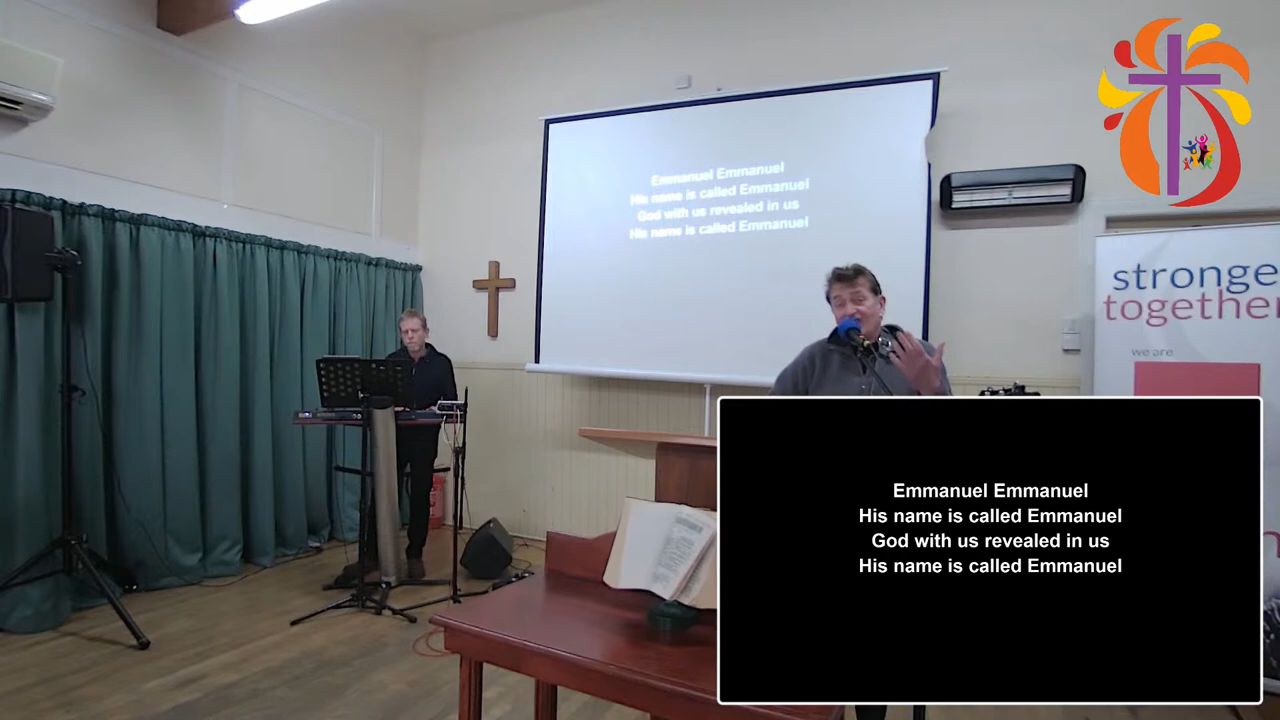 Emmanuel Emmanuel
His name is called Emmanuel
God with us revealed in us
His name is called Emmanuel
stronge
together
we are
Emmanuel Emmanuel
His name is called Emmanuel
God with us revealed in us
His name is called Emmanuel